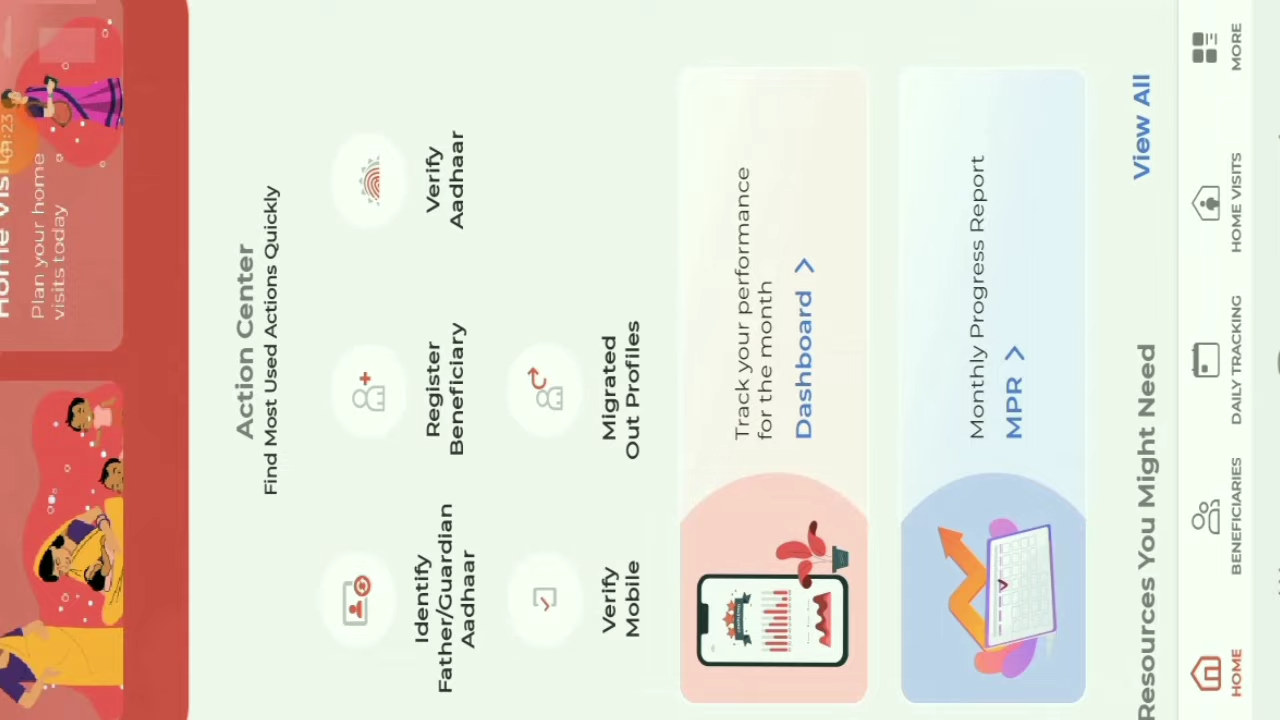 Home Visits
Plan your home
visits today
Action Center
Find Most Used Actions Quickly
Identify
Father/Guardian
Aadhaar
Register
Beneficiary
Verify
Aadhaar
Verify
Mobile
Migrated
Out Profiles
Track your performance
for the month
Dashboard >
Monthly Progress Report
MPR >
Resources You Might Need
View All
HOME
BENEFICIARIES
DAILY TRACKING
HOME VISITS
MORE